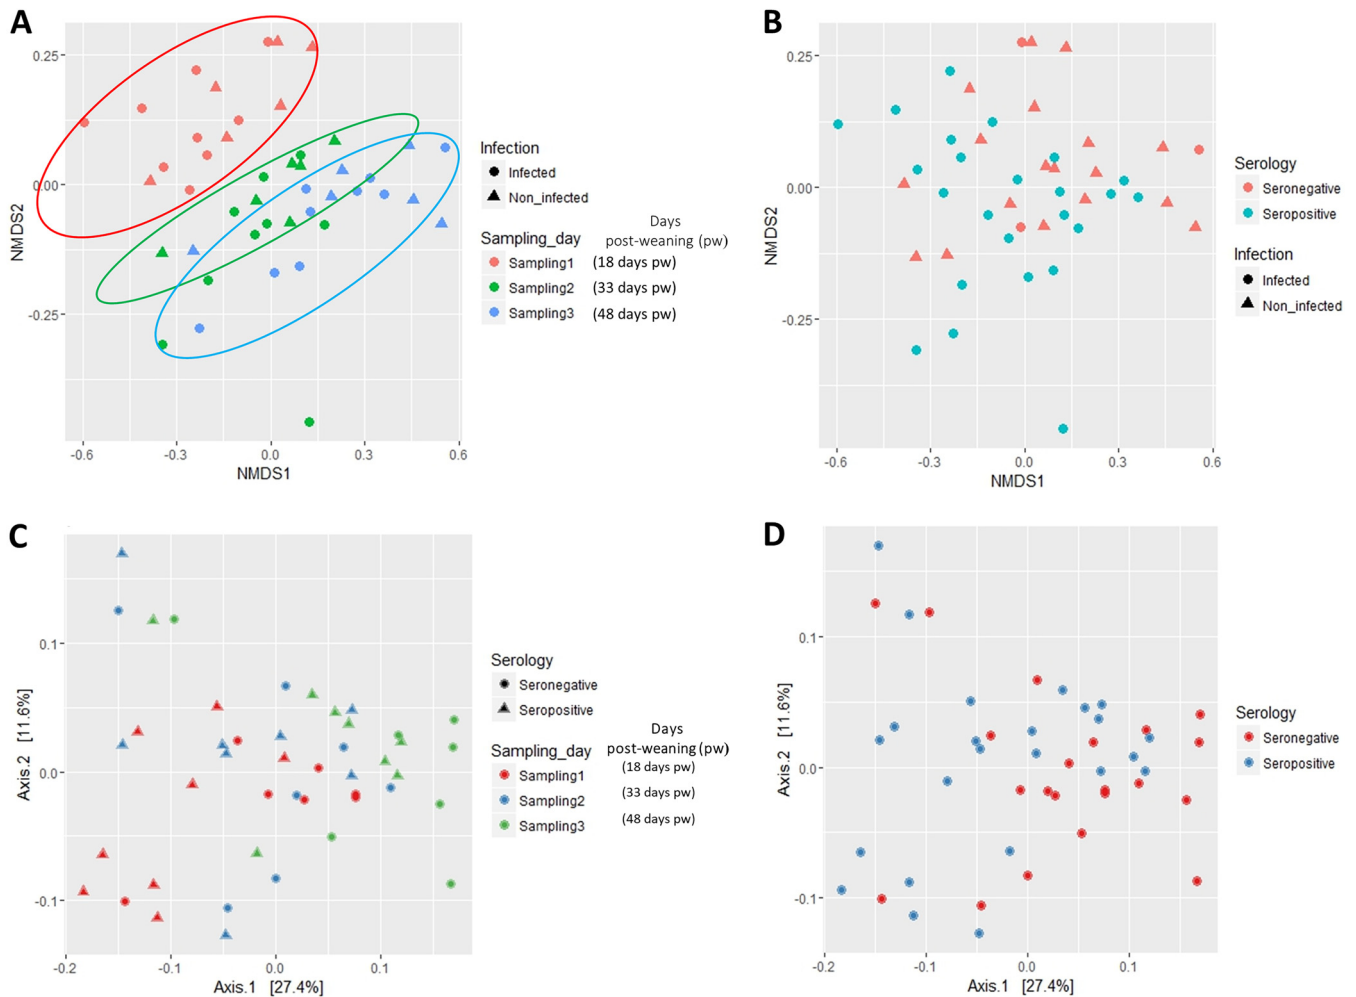 A
0.25
0.00
-0.25
NMDS2
-0.6
-0.3
0.0
0.3
0.6
NMDS1
Infection
Infected
Non_infected
Sampling_day
Days
post-weaning (pw)
Sampling1 (18 days pw)
Sampling2 (33 days pw)
Sampling3 (48 days pw)
B
0.25
0.00
-0.25
NMDS2
-0.6
-0.3
0.0
0.3
0.6
NMDS1
Serology
Seronegative
Seropositive
Infection
Infected
Non_infected
C
0.1
0.0
-0.1
Axis.2 [11.6%]
-0.2
-0.1
0.0
0.1
Axis.1 [27.4%]
Serology
Seronegative
Seropositive
Sampling_day
Days
post-weaning (pw)
Sampling1 (18 days pw)
Sampling2 (33 days pw)
Sampling3 (48 days pw)
D
0.1
0.0
-0.1
Axis.2 [11.6%]
-0.2
-0.1
0.0
0.1
Axis.1 [27.4%]
Serology
Seronegative
Seropositive